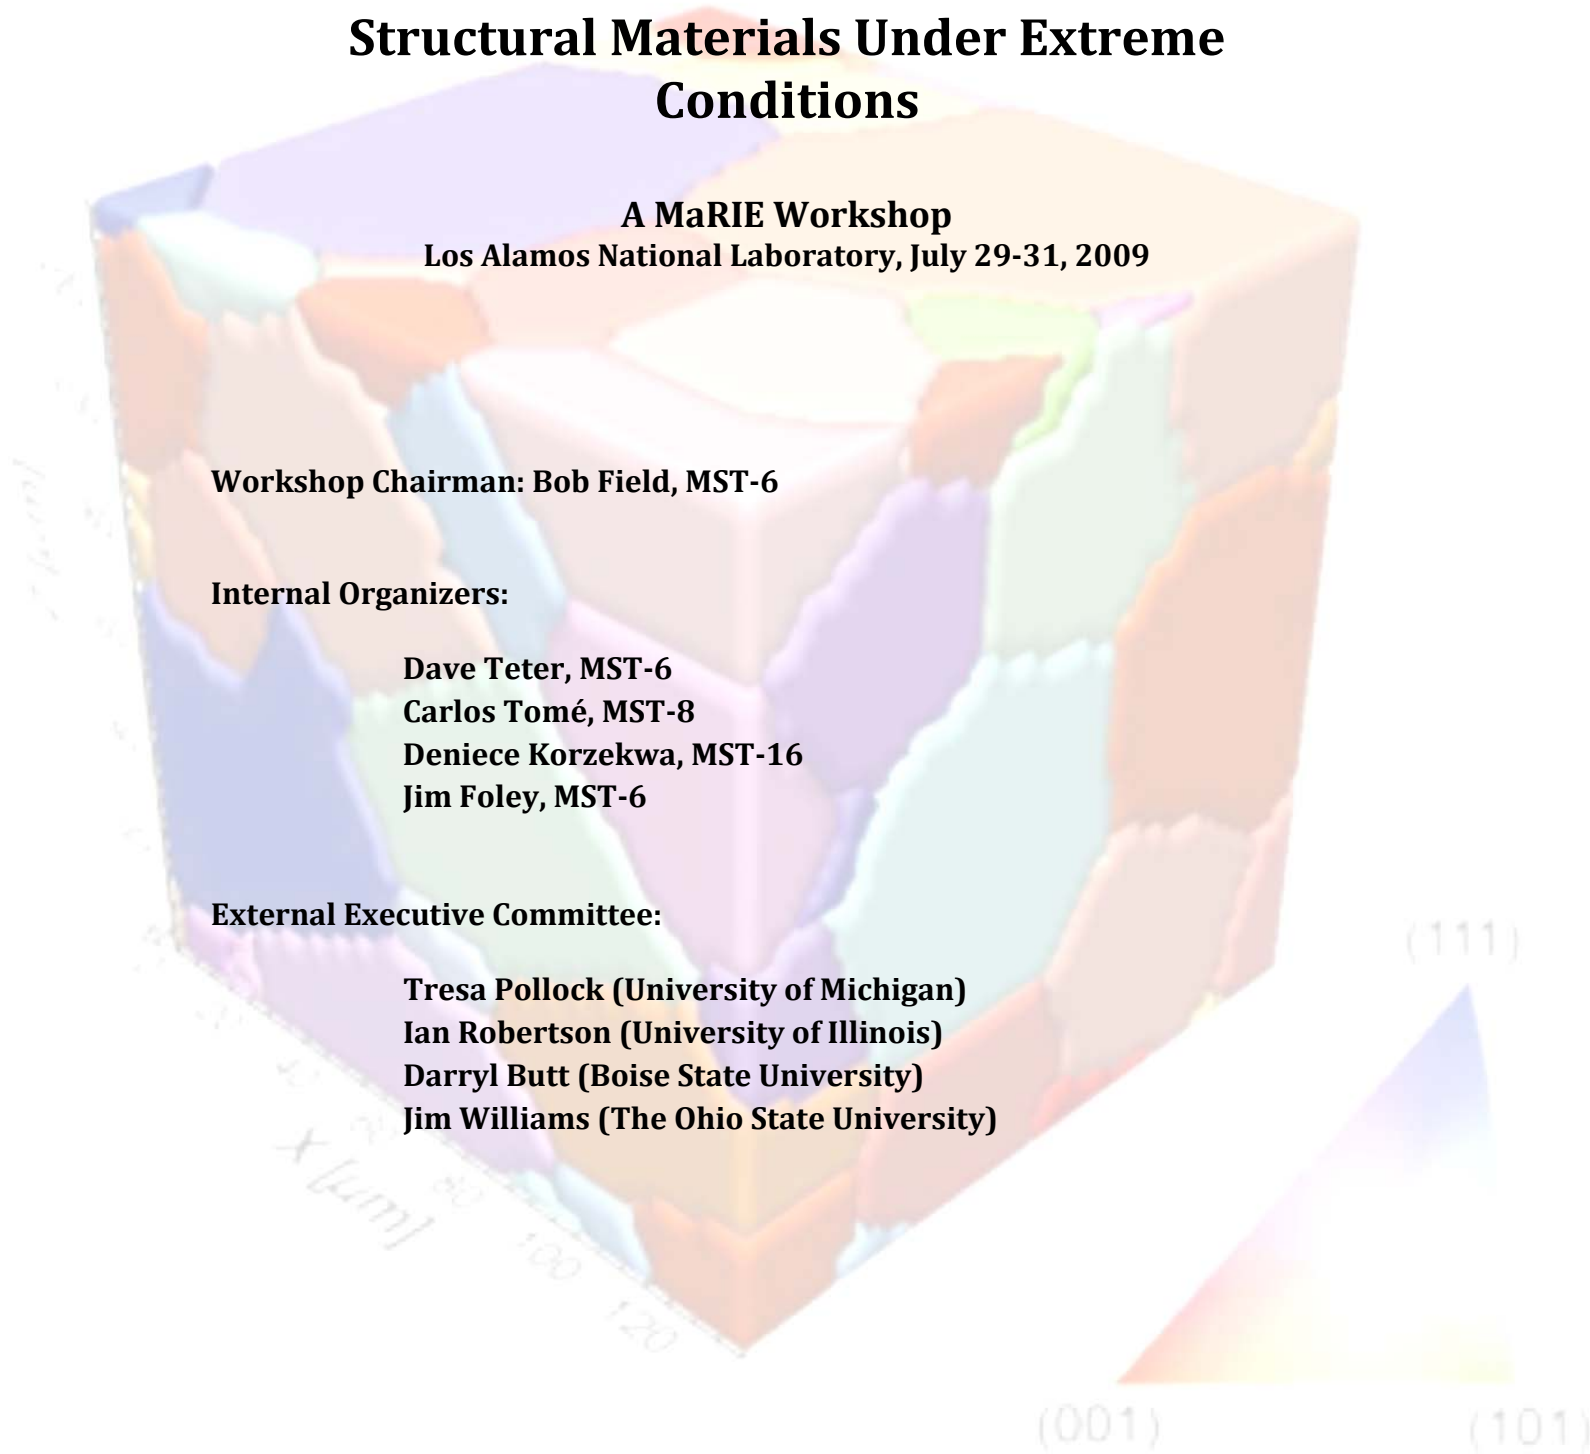 Structural Materials Under Extreme
Conditions
A MaRIE Workshop
Los Alamos National Laboratory, July 29-31, 2009
Workshop Chairman: Bob Field, MST-6
Internal Organizers:
Dave Teter, MST-6
Carlos Tomé, MST-8
Deniece Korzekwa, MST-16
Jim Foley, MST-6
External Executive Committee:
Tresa Pollock (University of Michigan)
Ian Robertson (University of Illinois)
Darryl Butt (Boise State University)
Jim Williams (The Ohio State University)
(111)
40
80
100
120
x [μm]
(001)
(101)